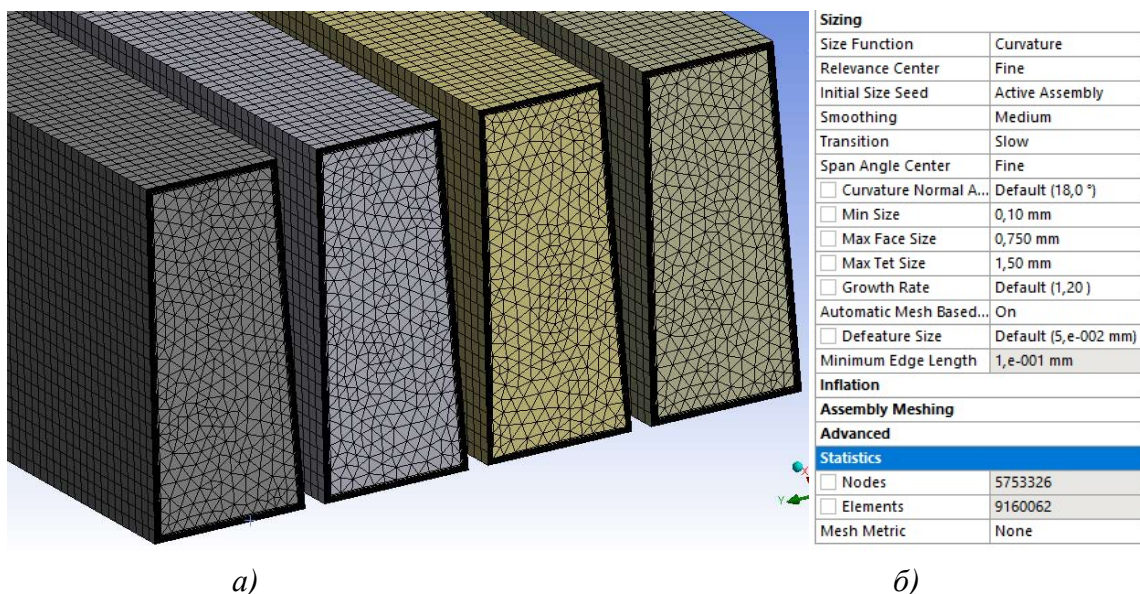 Sizing
Size Function Curvature
Relevance Center Fine
Initial Size Seed Active Assembly
Smoothing Medium
Transition Slow
Span Angle Center Fine
Curvature Normal A... Default (18,0 °)
Min Size 0,10 mm
Max Face Size 0,750 mm
Max Tet Size 1,50 mm
Growth Rate Default (1,20 )
Automatic Mesh Based... On
Defeature Size Default (5,e-002 mm)
Minimum Edge Length 1,e-001 mm
Inflation
Assembly Meshing
Advanced
Statistics
Nodes 5753326
Elements 9160062
Mesh Metric None
Y X
а) б)